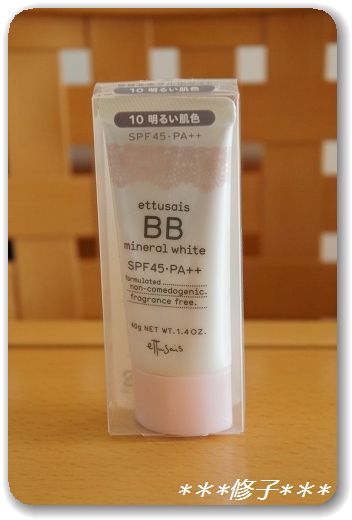 10 明るい肌色
SPF45･PA++
ettusais
BB
mineral white
SPF45･PA++
formulated
non-comedogenic.
fragrance free.
40g NET WT.1.4OZ.
ettusais
***修子***